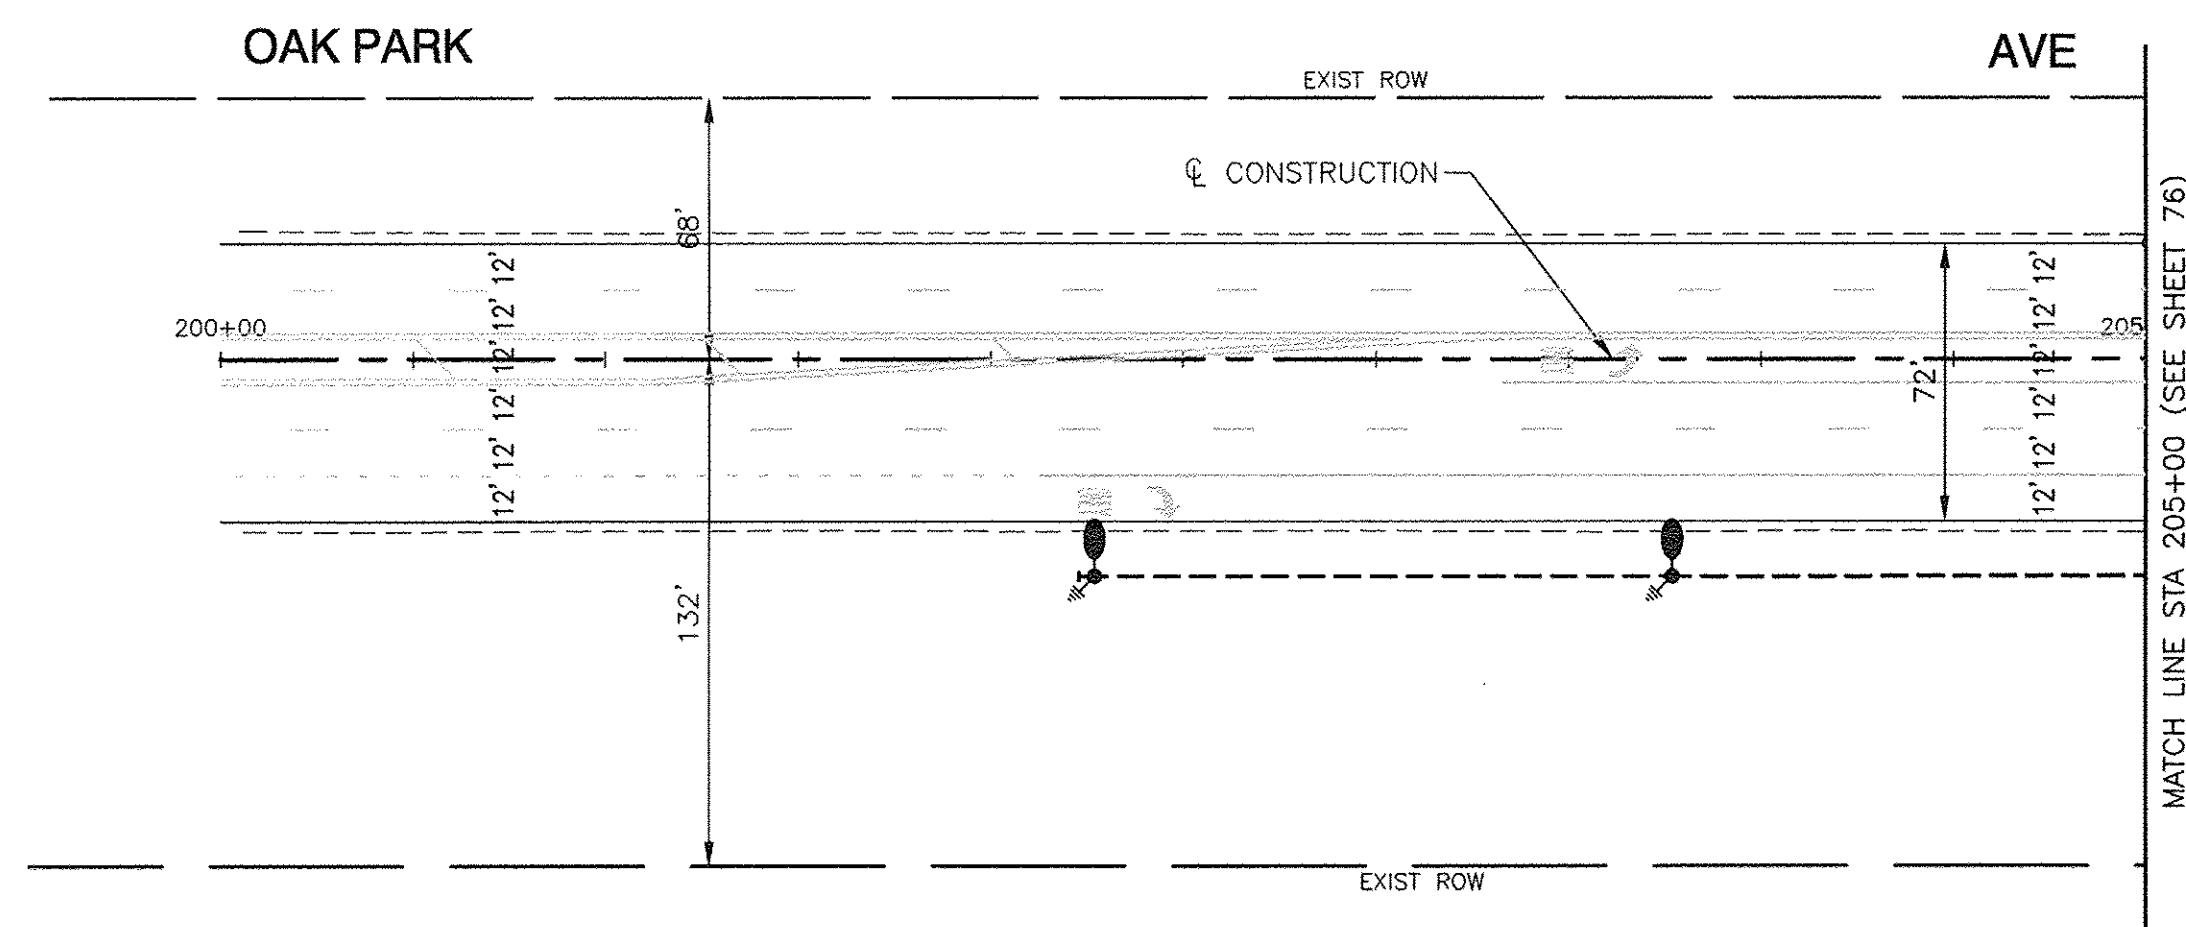 OAK PARK AVE
EXIST ROW
℄ CONSTRUCTION
68'
12' 12' 12' 12' 12' 12'
200+00
205
72'
12' 12' 12' 12' 12' 12'
132'
EXIST ROW
MATCH LINE STA 205+00 (SEE SHEET 76)